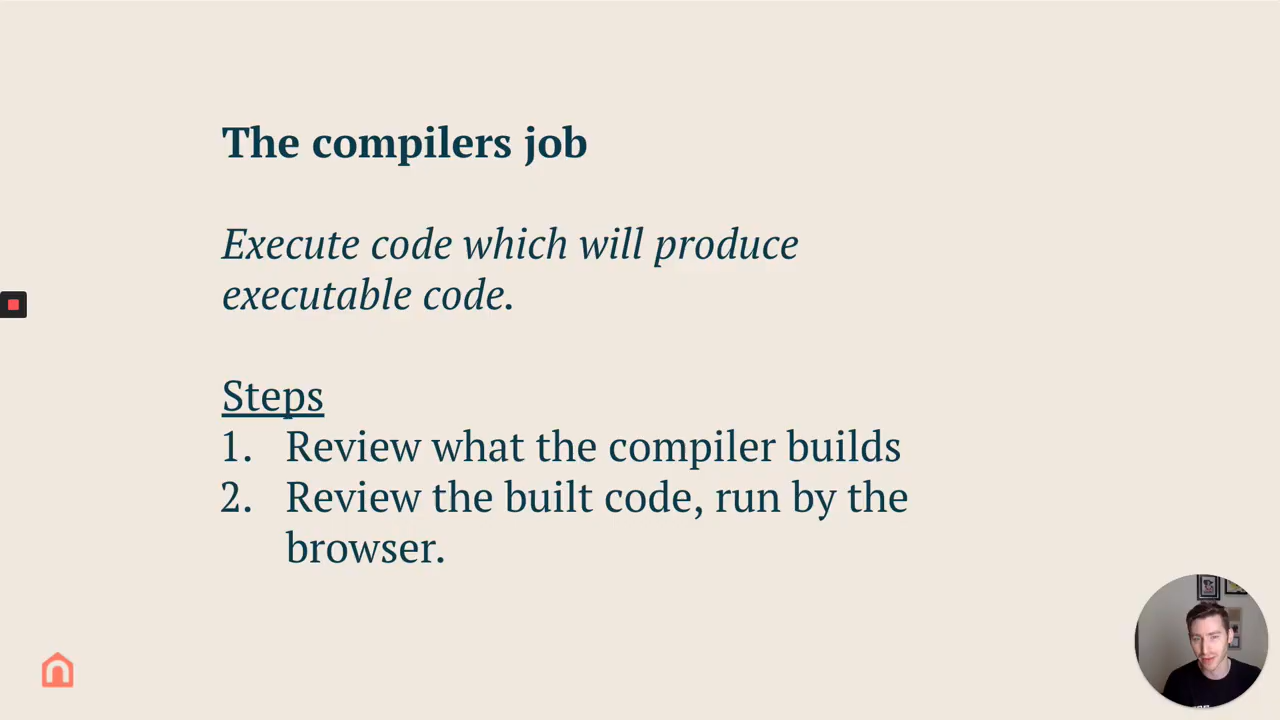 The compilers job
Execute code which will produce
executable code.
Steps
1. Review what the compiler builds
2. Review the built code, run by the
browser.